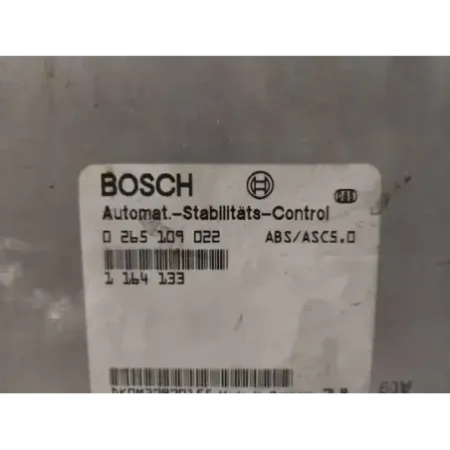 BOSCH
Automat.-Stabilitäts-Control
0 265 109 022 ABS/ASC5.0
1 164 133